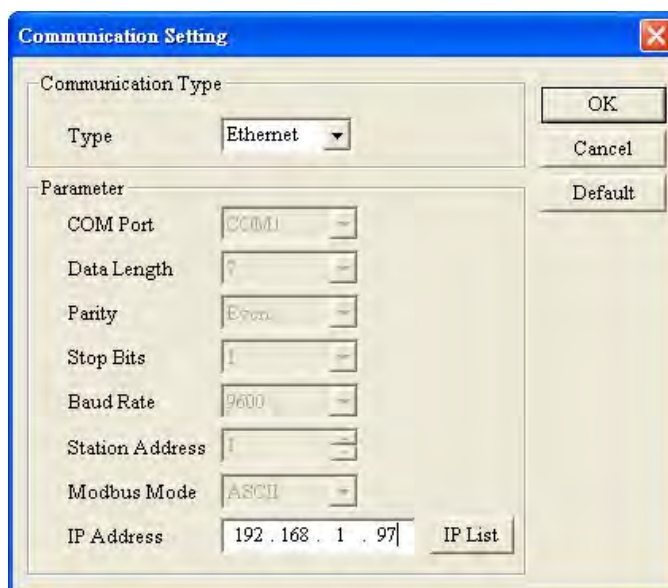 Communication Setting
Communication Type
Type Ethernet
OK
Cancel
Default
Parameter
COM Port COM1
Data Length 7
Parity Even
Stop Bits 1
Baud Rate 9600
Station Address 1
Modbus Mode ASCII
IP Address 192 . 168 . 1 . 97 IP List